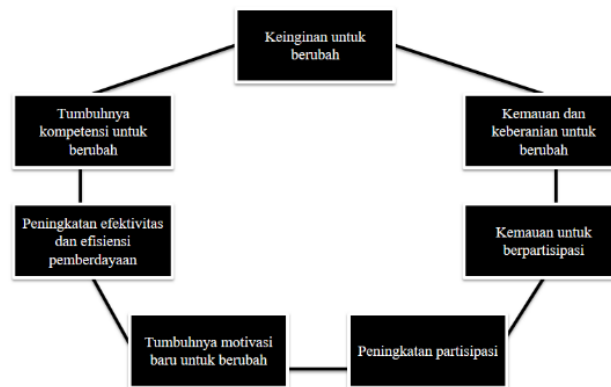 Keinginan untuk
berubah
Kemauan dan
keberanian untuk
berubah
Kemauan untuk
berpartisipasi
Peningkatan partisipasi
Tumbuhnya motivasi
baru untuk berubah
Peningkatan efektivitas
dan efisiensi
pemberdayaan
Tumbuhnya
kompetensi untuk
berubah